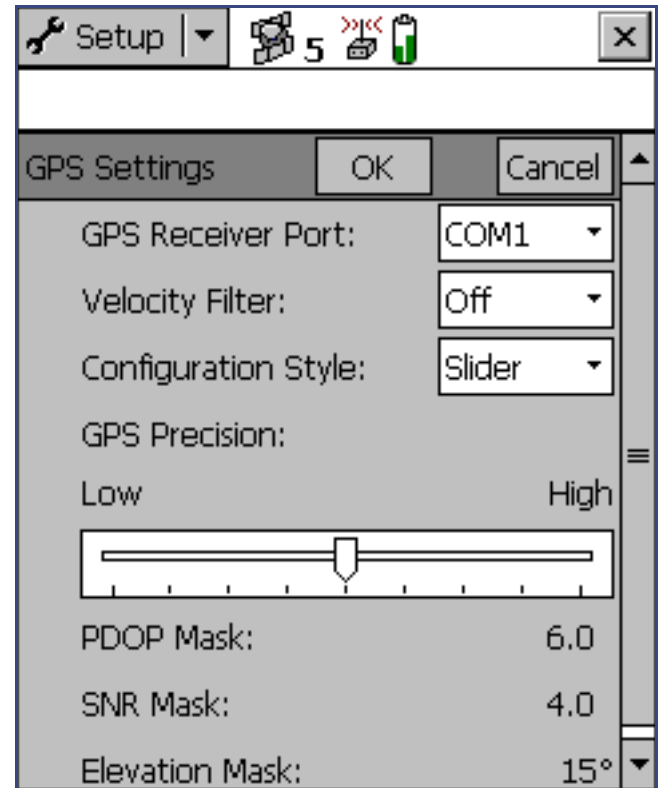 Setup 5
GPS Settings OK Cancel
GPS Receiver Port: COM1
Velocity Filter: Off
Configuration Style: Slider
GPS Precision:
Low High
PDOP Mask: 6.0
SNR Mask: 4.0
Elevation Mask: 15°